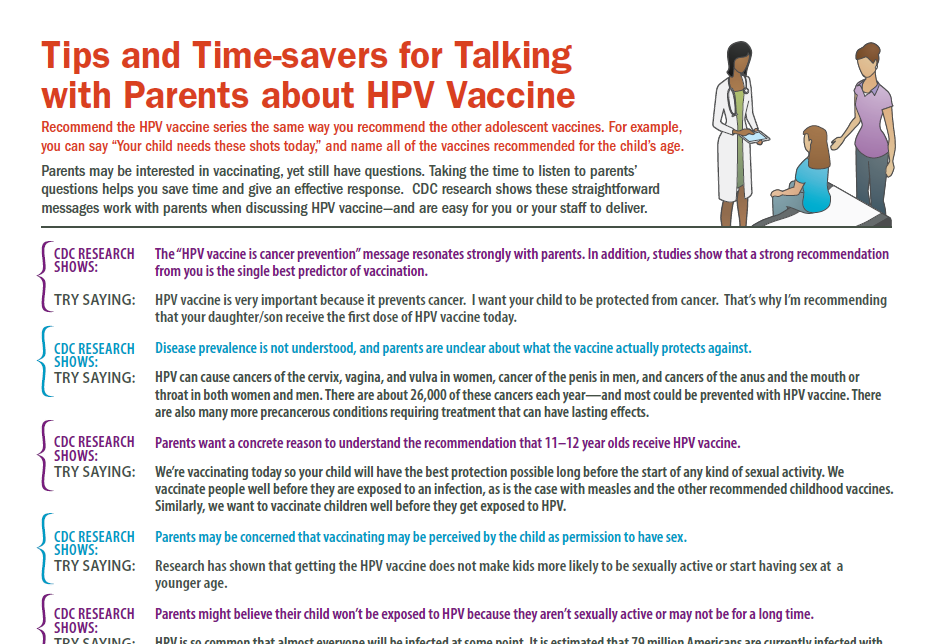 Tips and Time-savers for Talking
with Parents about HPV Vaccine
Recommend the HPV vaccine series the same way you recommend the other adolescent vaccines. For example,
you can say “Your child needs these shots today,” and name all of the vaccines recommended for the child’s age.
Parents may be interested in vaccinating, yet still have questions. Taking the time to listen to parents’
questions helps you save time and give an effective response. CDC research shows these straightforward
messages work with parents when discussing HPV vaccine—and are easy for you or your staff to deliver.
CDC RESEARCH
SHOWS:
The “HPV vaccine is cancer prevention” message resonates strongly with parents. In addition, studies show that a strong recommendation
from you is the single best predictor of vaccination.
TRY SAYING:
HPV vaccine is very important because it prevents cancer. I want your child to be protected from cancer. That’s why I’m recommending
that your daughter/son receive the first dose of HPV vaccine today.
CDC RESEARCH
SHOWS:
Disease prevalence is not understood, and parents are unclear about what the vaccine actually protects against.
TRY SAYING:
HPV can cause cancers of the cervix, vagina, and vulva in women, cancer of the penis in men, and cancers of the anus and the mouth or
throat in both women and men. There are about 26,000 of these cancers each year—and most could be prevented with HPV vaccine. There
are also many more precancerous conditions requiring treatment that can have lasting effects.
CDC RESEARCH
SHOWS:
Parents want a concrete reason to understand the recommendation that 11–12 year olds receive HPV vaccine.
TRY SAYING:
We’re vaccinating today so your child will have the best protection possible long before the start of any kind of sexual activity. We
vaccinate people well before they are exposed to an infection, as is the case with measles and the other recommended childhood vaccines.
Similarly, we want to vaccinate children well before they get exposed to HPV.
CDC RESEARCH
SHOWS:
Parents may be concerned that vaccinating may be perceived by the child as permission to have sex.
TRY SAYING:
Research has shown that getting the HPV vaccine does not make kids more likely to be sexually active or start having sex at a
younger age.
CDC RESEARCH
SHOWS:
Parents might believe their child won’t be exposed to HPV because they aren’t sexually active or may not be for a long time.
TRY SAYING:
HPV is so common that almost everyone will be infected at some point. It is estimated that 79 million Americans are currently infected with